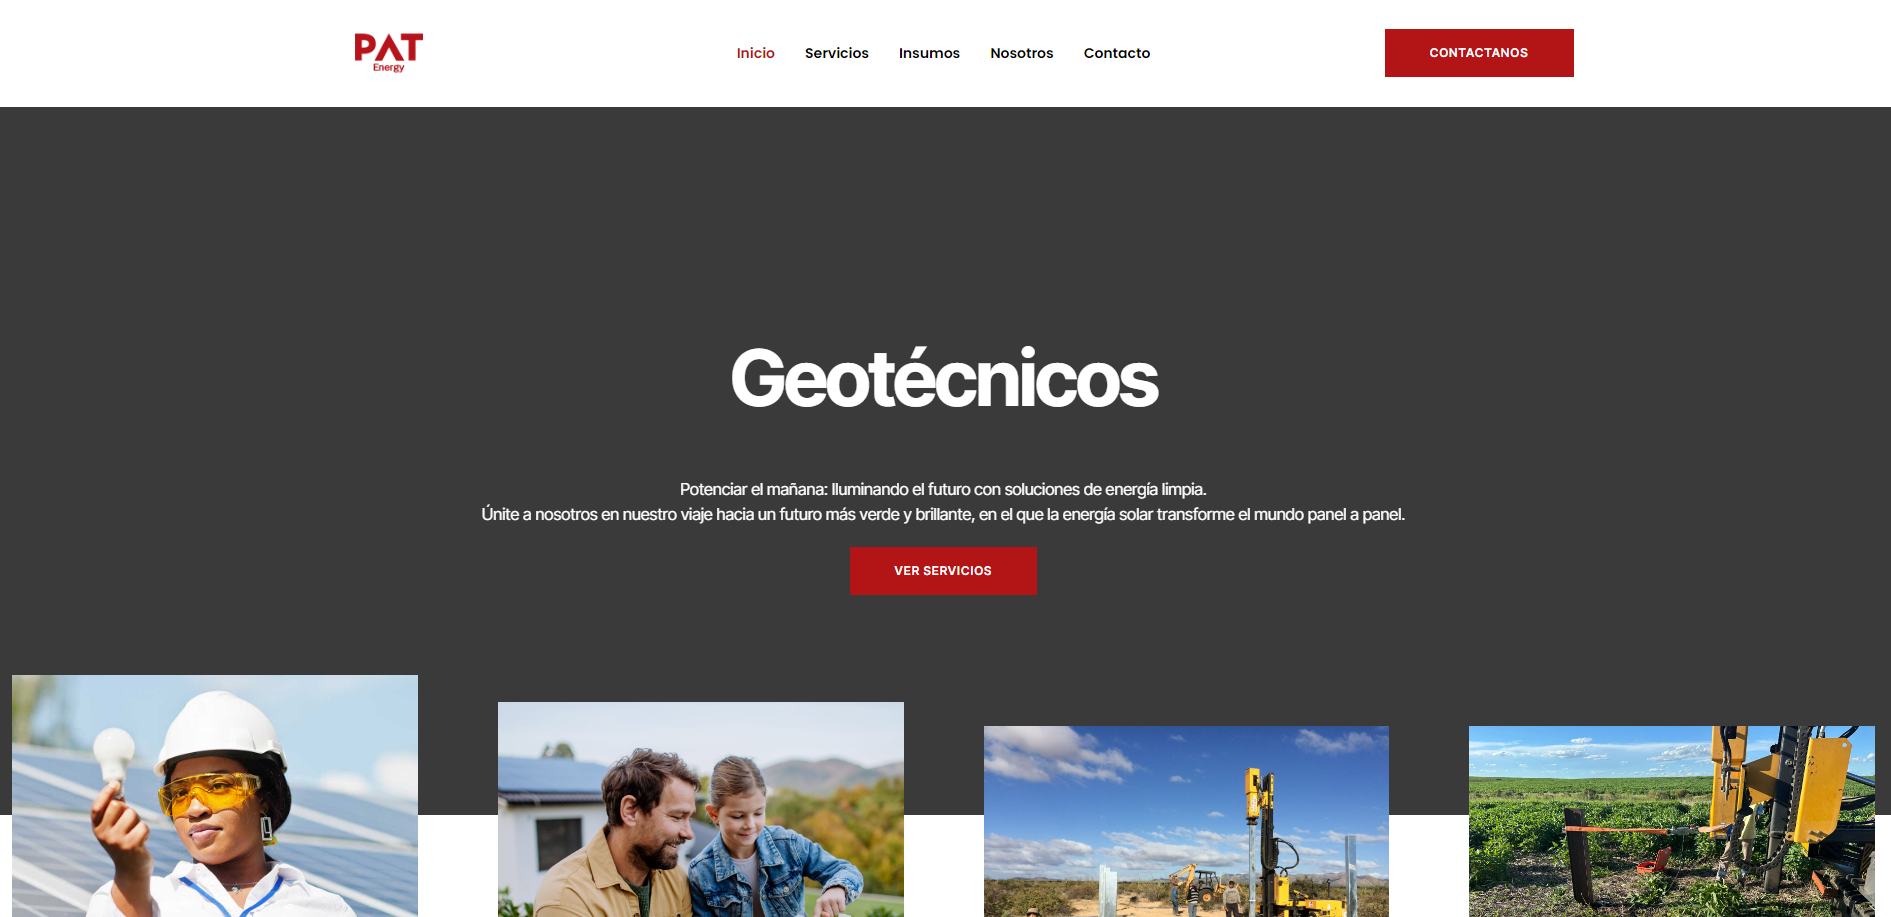 PAT
Energy
Inicio
Servicios
Insumos
Nosotros
Contacto
CONTACTANOS
Geotécnicos
Potenciar el mañana: Iluminando el futuro con soluciones de energía limpia.
Únite a nosotros en nuestro viaje hacia un futuro más verde y brillante, en el que la energía solar transforme el mundo panel a panel.
VER SERVICIOS